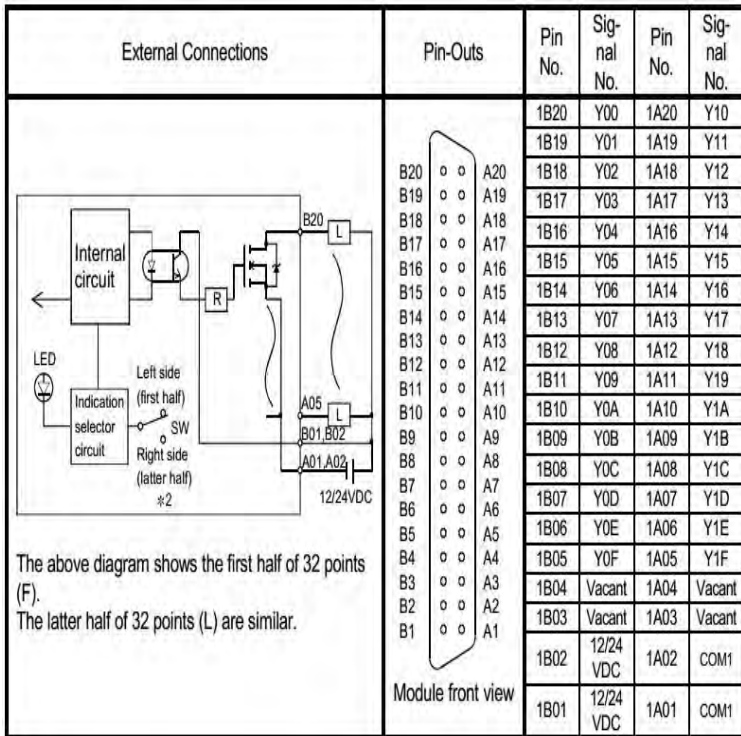 External Connections
Pin-Outs
Pin No.
Sig-nal No.
Pin No.
Sig-nal No.
Internal circuit
R
B20
L
LED
Indication selector circuit
Left side (first half)
SW
Right side (latter half)
*2
A05
L
B01,B02
A01,A02
12/24VDC
The above diagram shows the first half of 32 points
(F).
The latter half of 32 points (L) are similar.
B20 A20
B19 A19
B18 A18
B17 A17
B16 A16
B15 A15
B14 A14
B13 A13
B12 A12
B11 A11
B10 A10
B9 A9
B8 A8
B7 A7
B6 A6
B5 A5
B4 A4
B3 A3
B2 A2
B1 A1
Module front view
1B20 Y00 1A20 Y10
1B19 Y01 1A19 Y11
1B18 Y02 1A18 Y12
1B17 Y03 1A17 Y13
1B16 Y04 1A16 Y14
1B15 Y05 1A15 Y15
1B14 Y06 1A14 Y16
1B13 Y07 1A13 Y17
1B12 Y08 1A12 Y18
1B11 Y09 1A11 Y19
1B10 Y0A 1A10 Y1A
1B09 Y0B 1A09 Y1B
1B08 Y0C 1A08 Y1C
1B07 Y0D 1A07 Y1D
1B06 Y0E 1A06 Y1E
1B05 Y0F 1A05 Y1F
1B04 Vacant 1A04 Vacant
1B03 Vacant 1A03 Vacant
1B02 12/24 VDC 1A02 COM1
1B01 12/24 VDC 1A01 COM1